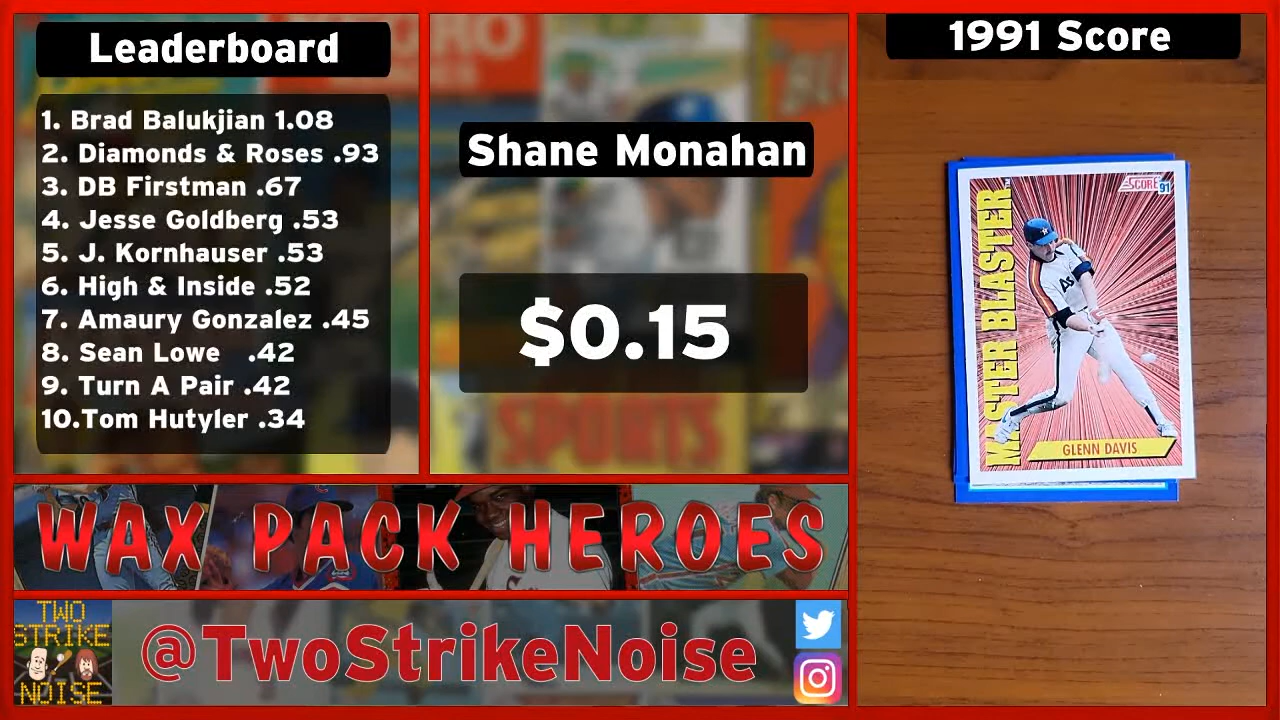 Leaderboard
1. Brad Balukjian 1.08
2. Diamonds & Roses .93
3. DB Firstman .67
4. Jesse Goldberg .53
5. J. Kornhauser .53
6. High & Inside .52
7. Amaury Gonzalez .45
8. Sean Lowe .42
9. Turn A Pair .42
10.Tom Hutyler .34
Shane Monahan
$0.15
1991 Score
SCORE 91
MASTER BLASTER
GLENN DAVIS
WAX PACK HEROES
TWO
STRIKE
NOISE
@TwoStrikeNoise
SPORTS